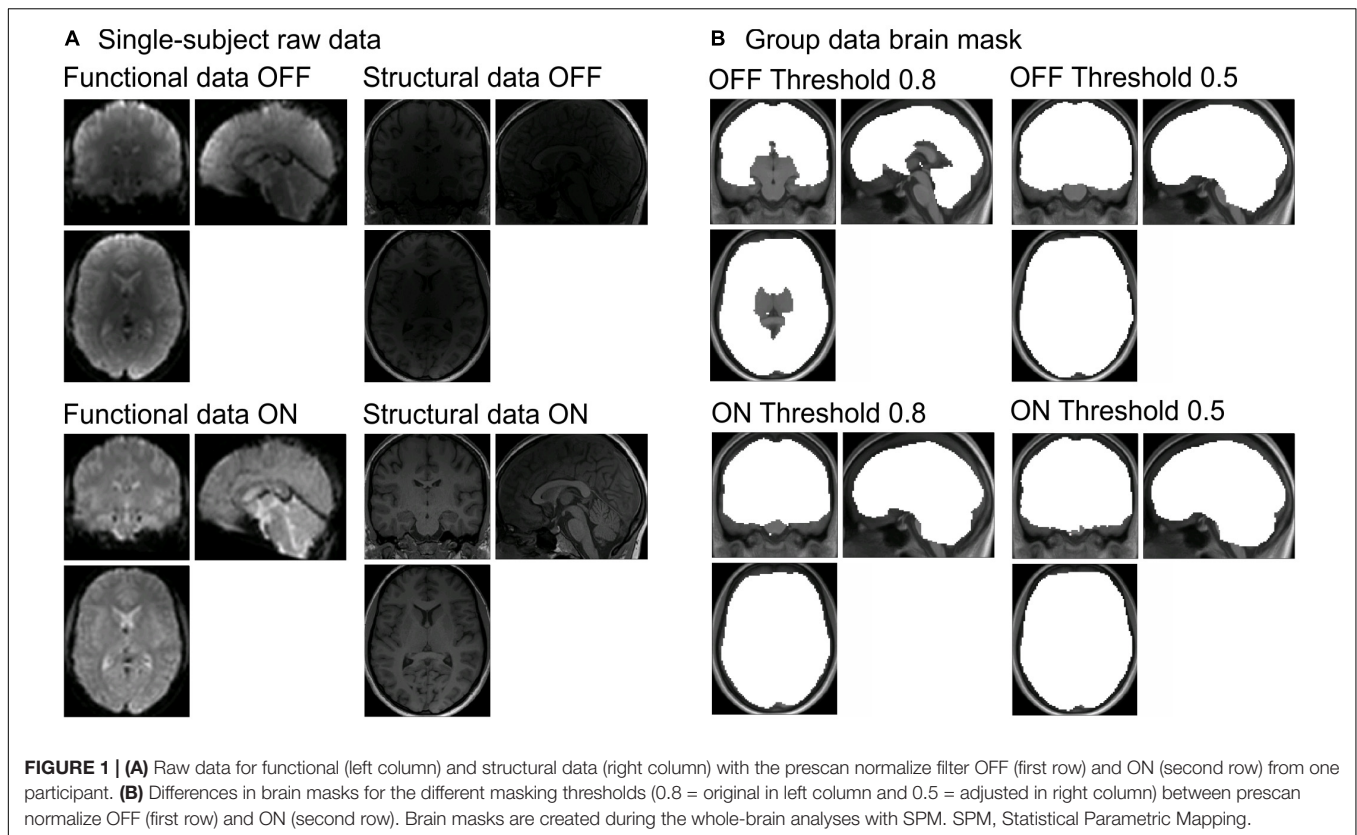 A Single-subject raw data
Functional data OFF
Structural data OFF
Functional data ON
Structural data ON
B Group data brain mask
OFF Threshold 0.8
OFF Threshold 0.5
ON Threshold 0.8
ON Threshold 0.5
FIGURE 1 | (A) Raw data for functional (left column) and structural data (right column) with the prescan normalize filter OFF (first row) and ON (second row) from one
participant. (B) Differences in brain masks for the different masking thresholds (0.8 = original in left column and 0.5 = adjusted in right column) between prescan
normalize OFF (first row) and ON (second row). Brain masks are created during the whole-brain analyses with SPM. SPM, Statistical Parametric Mapping.